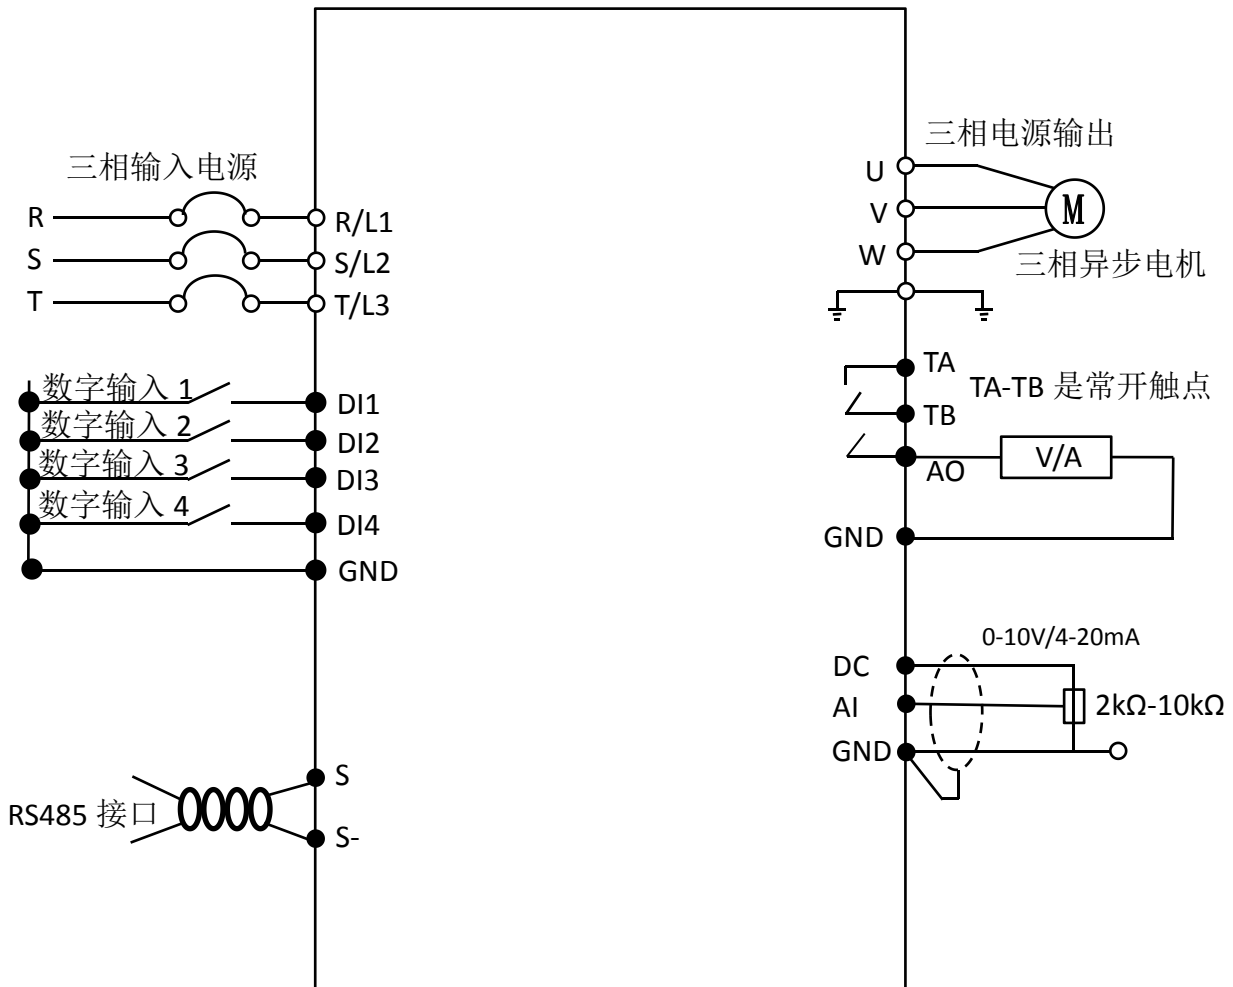 三相输入电源
R
R/L1
S
S/L2
T
T/L3
数字输入 1
DI1
数字输入 2
DI2
数字输入 3
DI3
数字输入 4
DI4
GND
RS485 接口
S
S-
三相电源输出
U
V
M
W
三相异步电机
TA
TA-TB 是常开触点
TB
AO
V/A
GND
0-10V/4-20mA
DC
AI
2kΩ-10kΩ
GND